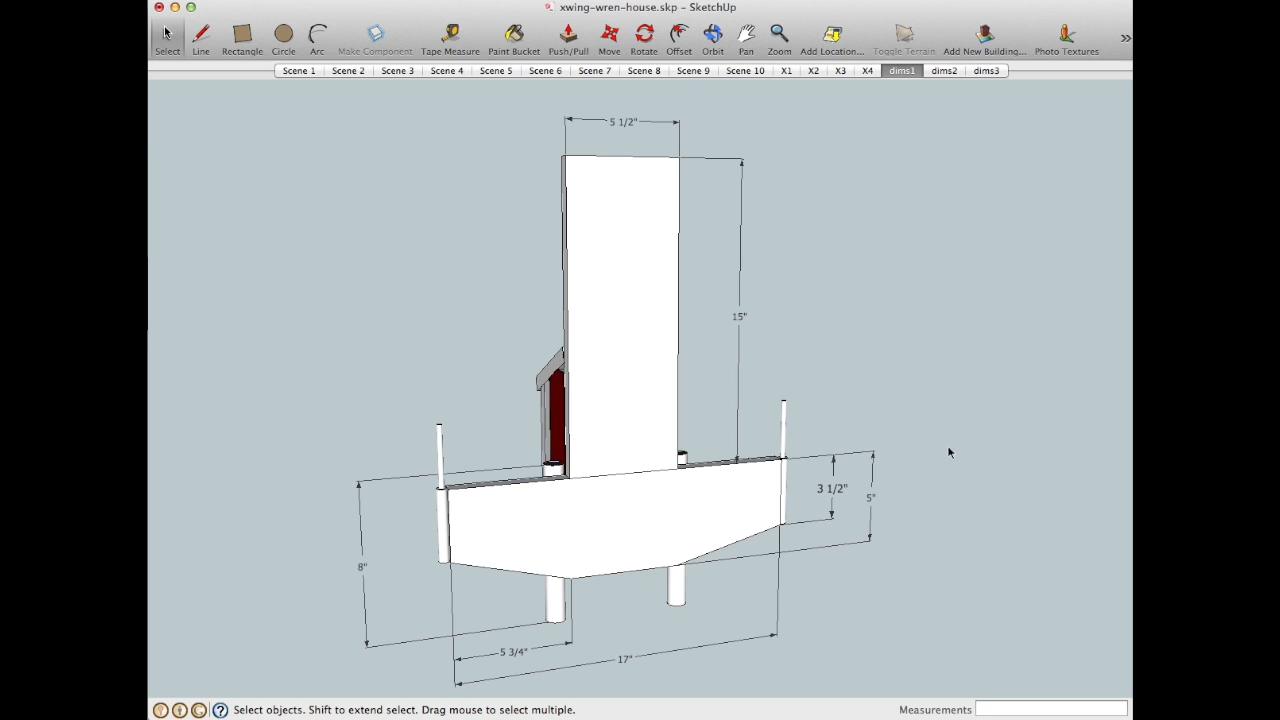 xwing-wren-house.skp – SketchUp
Select Line Rectangle Circle Arc Make Component Tape Measure Paint Bucket Push/Pull Move Rotate Offset Orbit Pan Zoom Add Location... Toggle Terrain Add New Building... Photo Textures »
Scene 1 Scene 2 Scene 3 Scene 4 Scene 5 Scene 6 Scene 7 Scene 8 Scene 9 Scene 10 X1 X2 X3 X4 dims1 dims2 dims3
5 1/2"
15"
3 1/2"
5"
8"
5 3/4"
17"
Select objects. Shift to extend select. Drag mouse to select multiple. Measurements